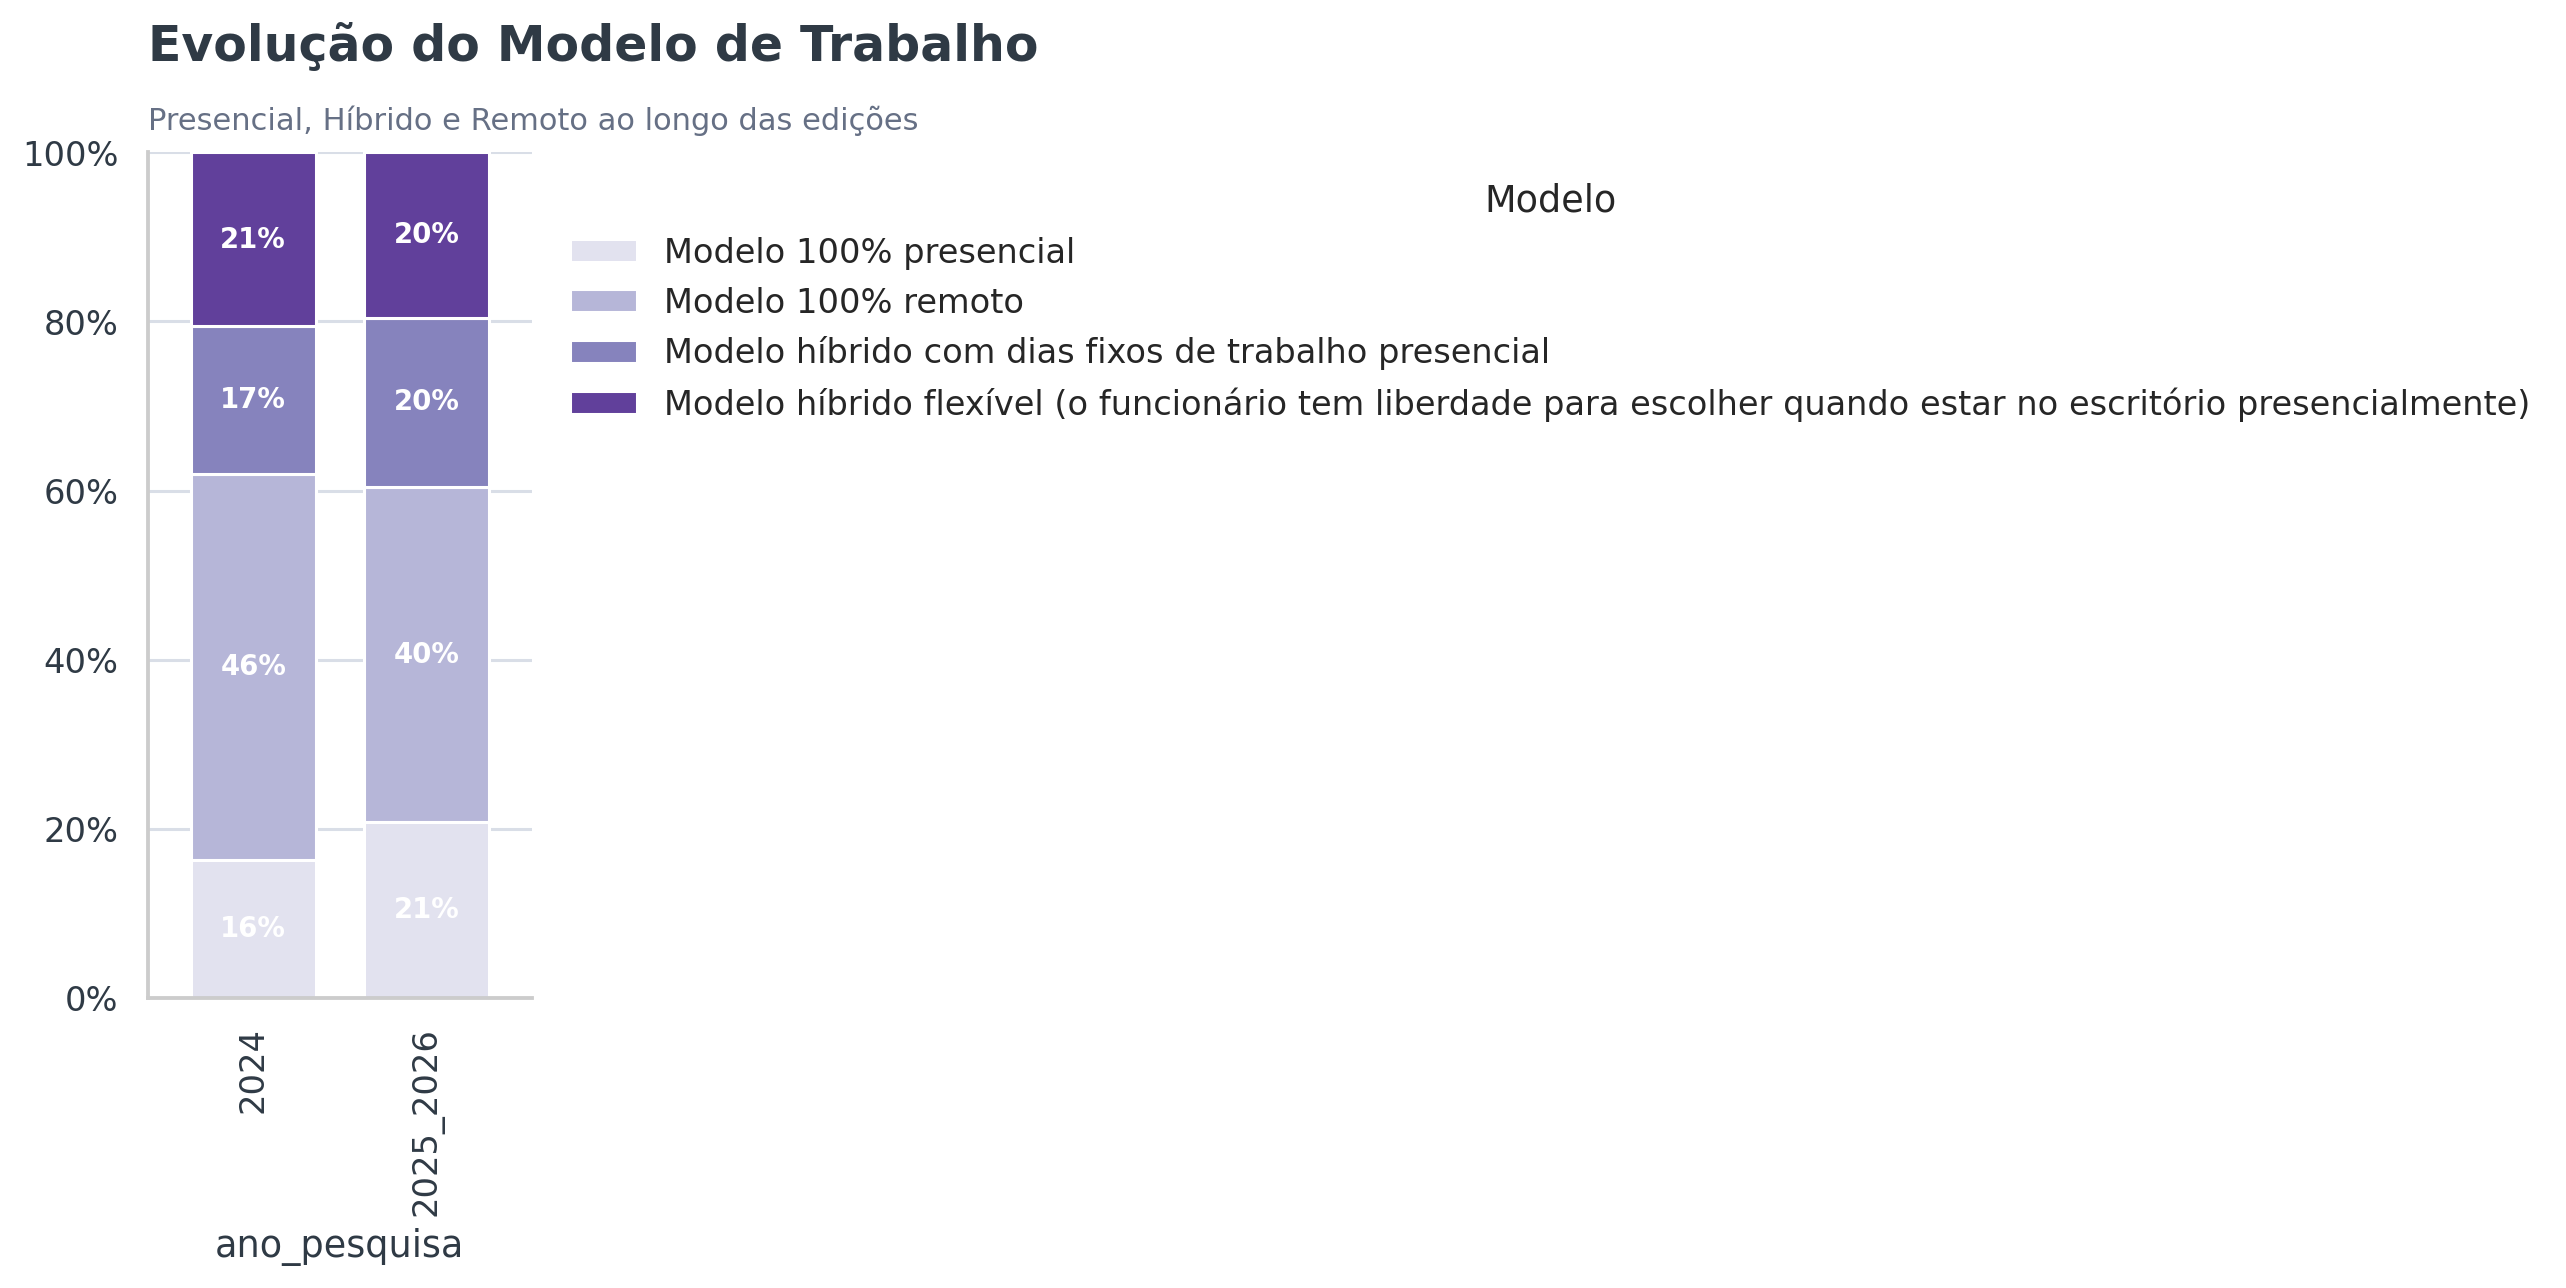 Evolução do Modelo de Trabalho
Presencial, Híbrido e Remoto ao longo das edições
100%
80%
60%
40%
20%
0%
21%
17%
46%
16%
20%
20%
40%
21%
2024
2025_2026
ano_pesquisa
Modelo
Modelo 100% presencial
Modelo 100% remoto
Modelo híbrido com dias fixos de trabalho presencial
Modelo híbrido flexível (o funcionário tem liberdade para escolher quando estar no escritório presencialmente)